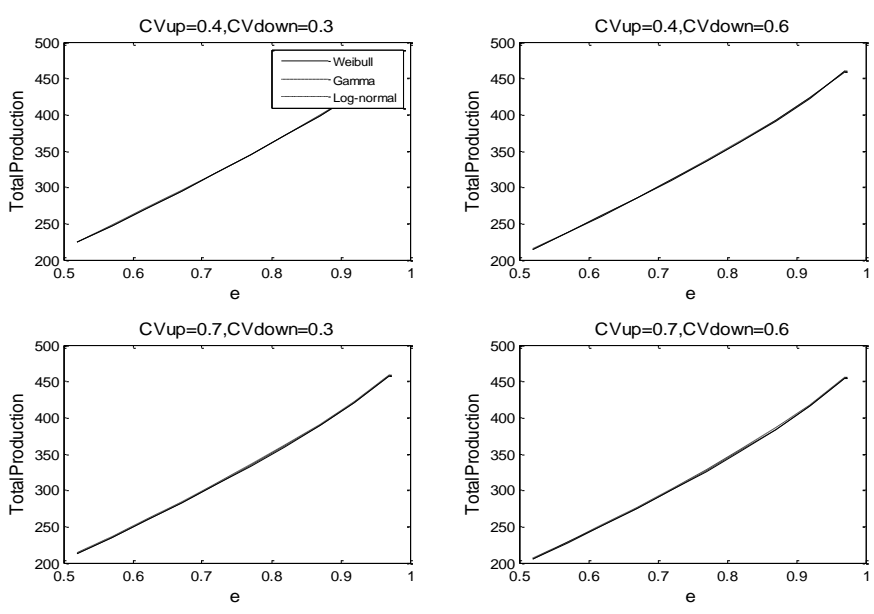 CVup=0.4,CVdown=0.3
500
450
400
350
300
250
200
TotalProduction
Weibull
Gamma
Log-normal
0.5 0.6 0.7 0.8 0.9 1
e
CVup=0.4,CVdown=0.6
500
450
400
350
300
250
200
TotalProduction
0.5 0.6 0.7 0.8 0.9 1
e
CVup=0.7,CVdown=0.3
500
450
400
350
300
250
200
TotalProduction
0.5 0.6 0.7 0.8 0.9 1
e
CVup=0.7,CVdown=0.6
500
450
400
350
300
250
200
TotalProduction
0.5 0.6 0.7 0.8 0.9 1
e